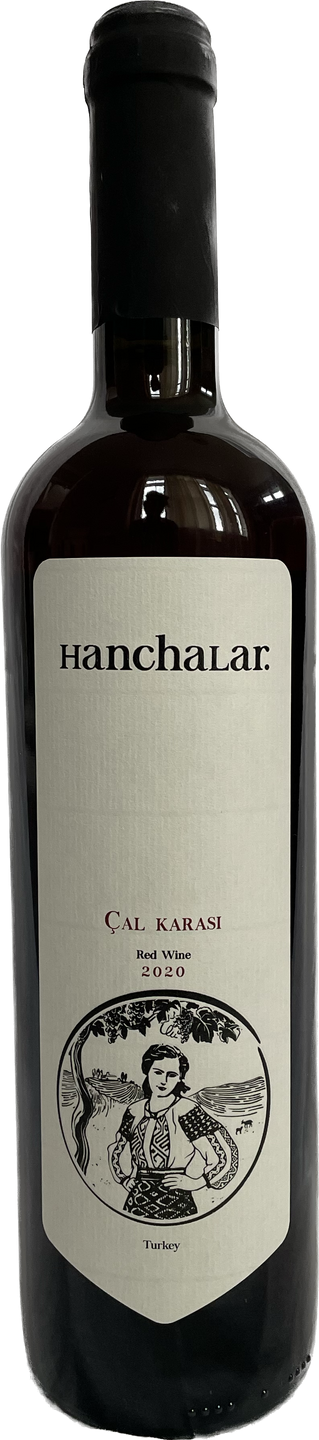 Hanchalar.
ÇAL KARASI
Red Wine
2020
Turkey